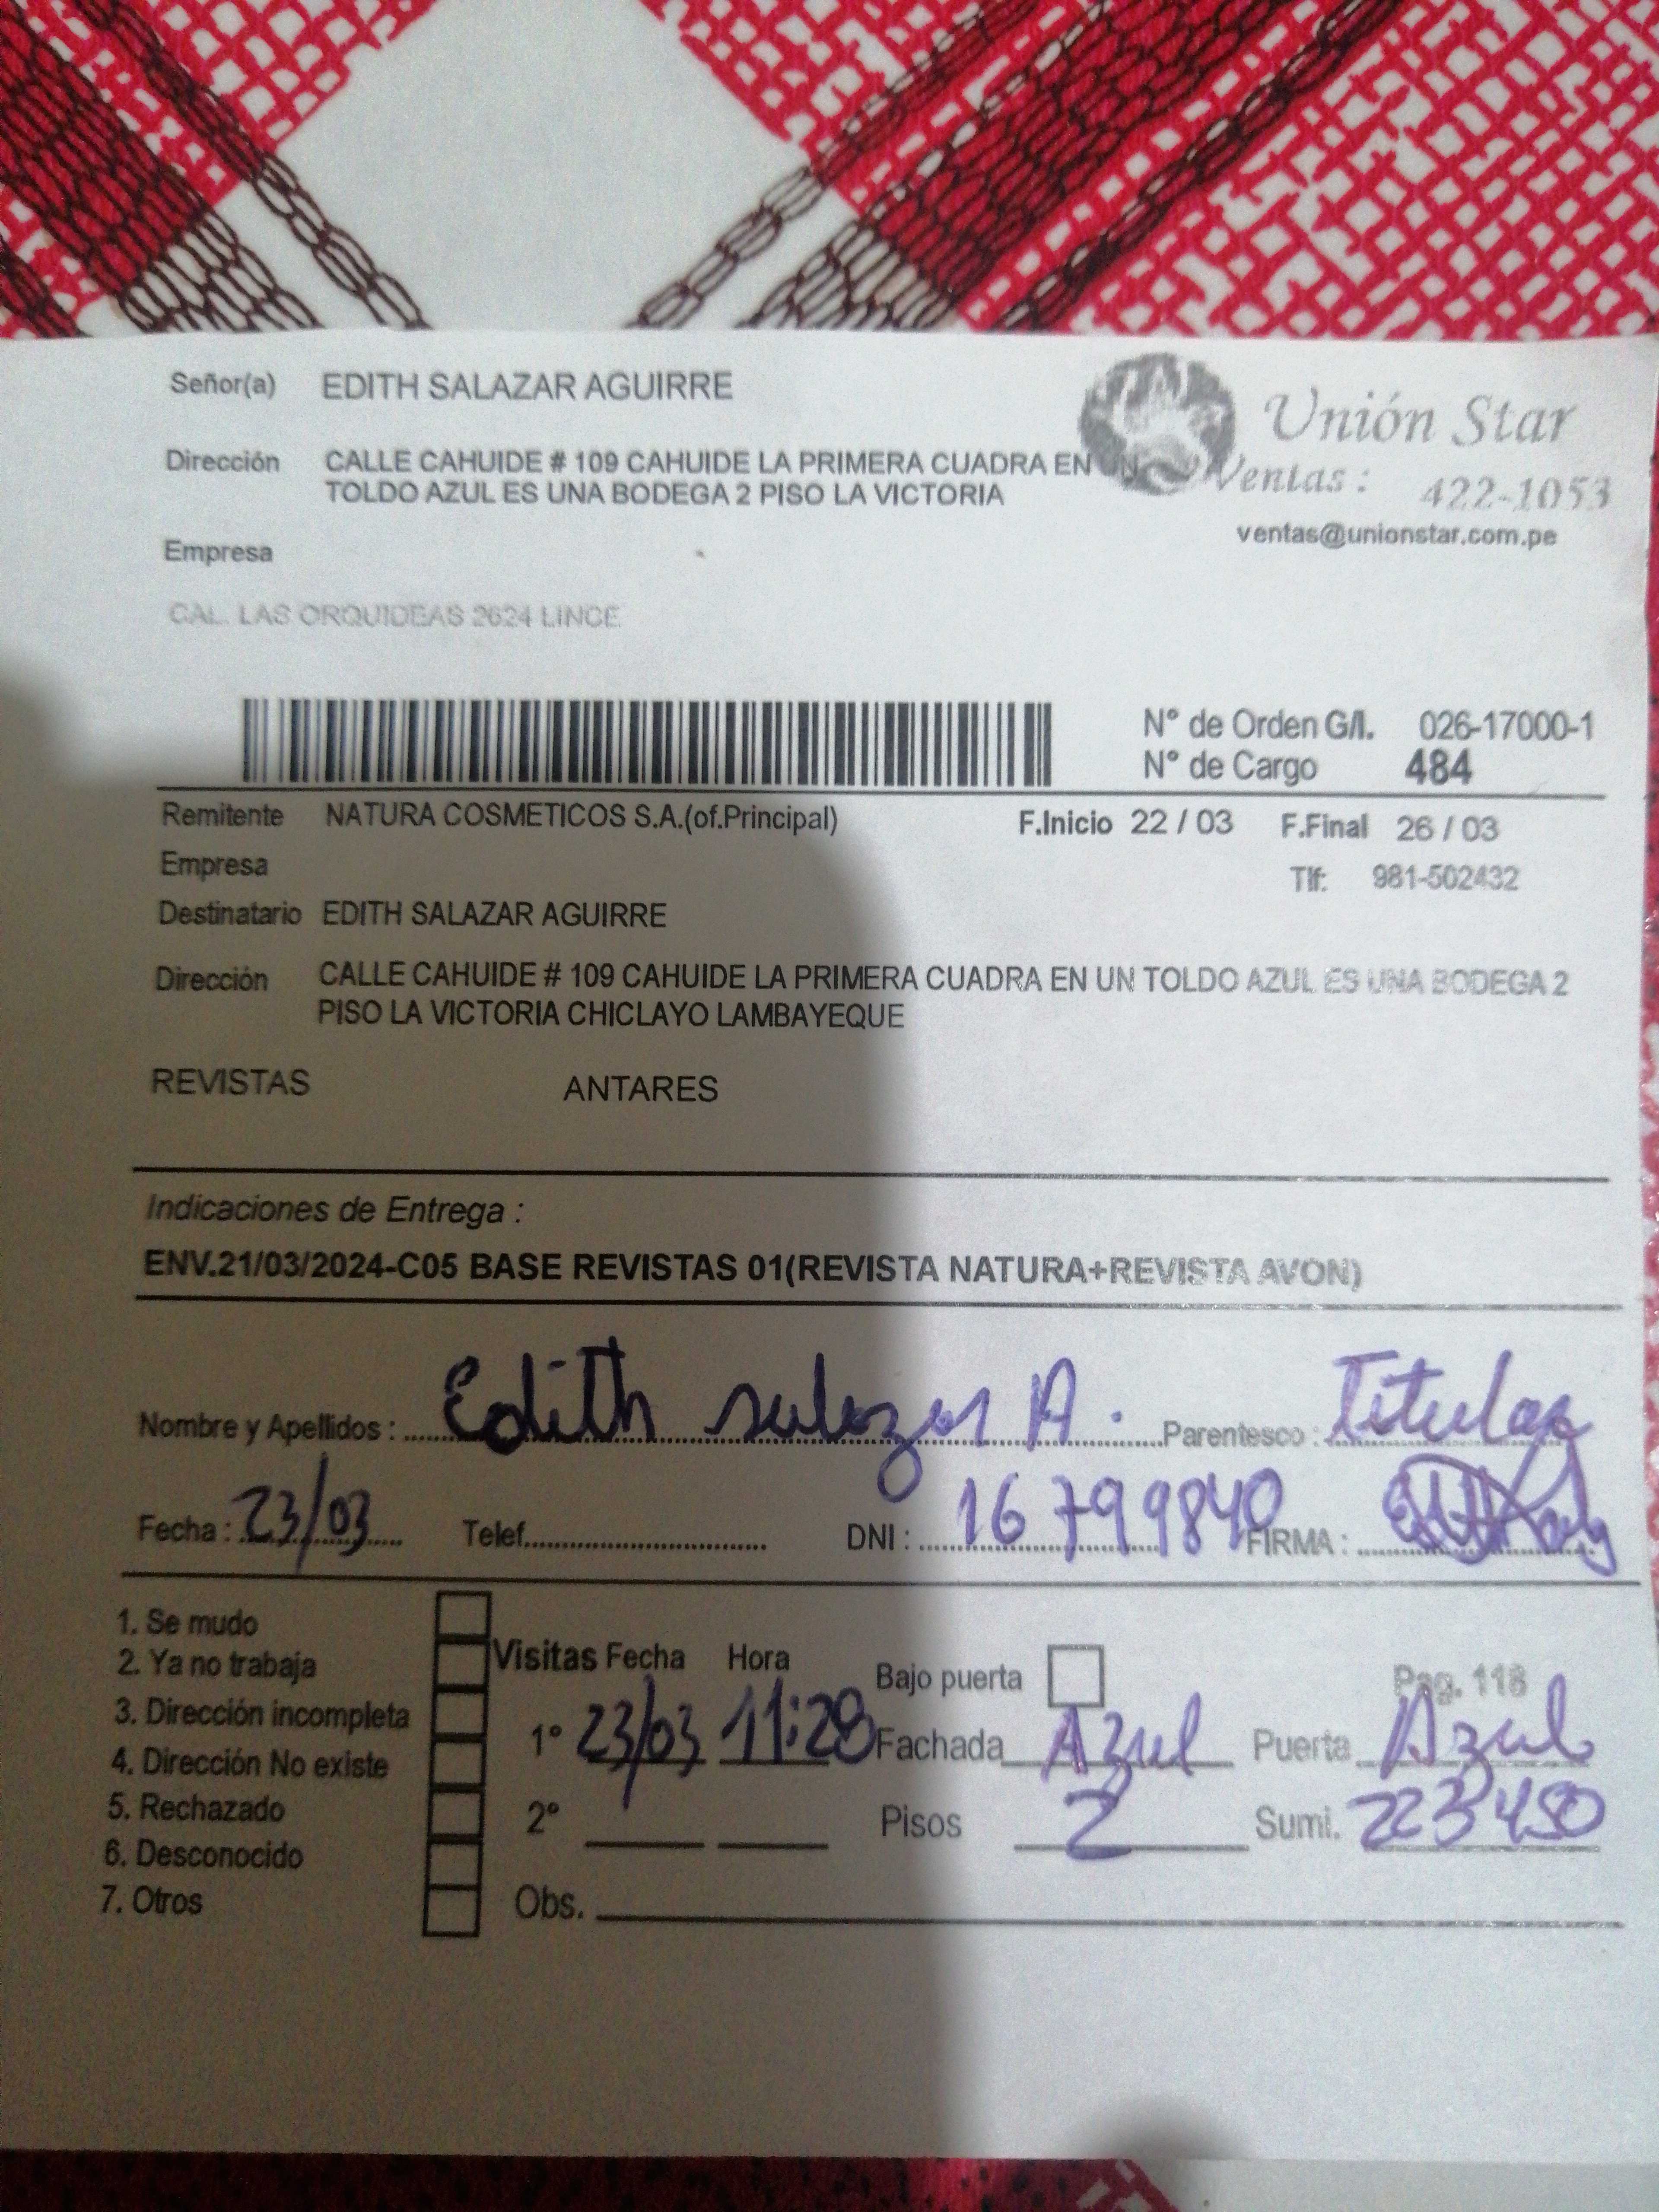 Señor(a) EDITH SALAZAR AGUIRRE
Unión Star
Dirección CALLE CAHUIDE # 109 CAHUIDE LA PRIMERA CUADRA EN UN
TOLDO AZUL ES UNA BODEGA 2 PISO LA VICTORIA
Ventas: 422-1053
ventas@unionstar.com.pe
Empresa
CAL. LAS ORQUIDEAS 2624 LINCE
N° de Orden G/I. 026-17000-1
N° de Cargo 484
Remitente NATURA COSMETICOS S.A.(of.Principal) F.Inicio 22 / 03 F.Final 26 / 03
Empresa Tlf: 981-502432
Destinatario EDITH SALAZAR AGUIRRE
Dirección CALLE CAHUIDE # 109 CAHUIDE LA PRIMERA CUADRA EN UN TOLDO AZUL ES UNA BODEGA 2
PISO LA VICTORIA CHICLAYO LAMBAYEQUE
REVISTAS ANTARES
Indicaciones de Entrega :
ENV.21/03/2024-C05 BASE REVISTAS 01(REVISTA NATURA+REVISTA AVON)
Nombre y Apellidos : Edith Salazar A. Parentesco : Titular
Fecha : 23/03 Telef. DNI : 16799840 FIRMA :
1. Se mudo
2. Ya no trabaja Visitas Fecha Hora Bajo puerta Pag. 118
3. Dirección incompleta 1° 23/03 11:28 Fachada Azul Puerta Azul
4. Dirección No existe
5. Rechazado 2° Pisos 2 Sumi. 223450
6. Desconocido
7. Otros Obs.